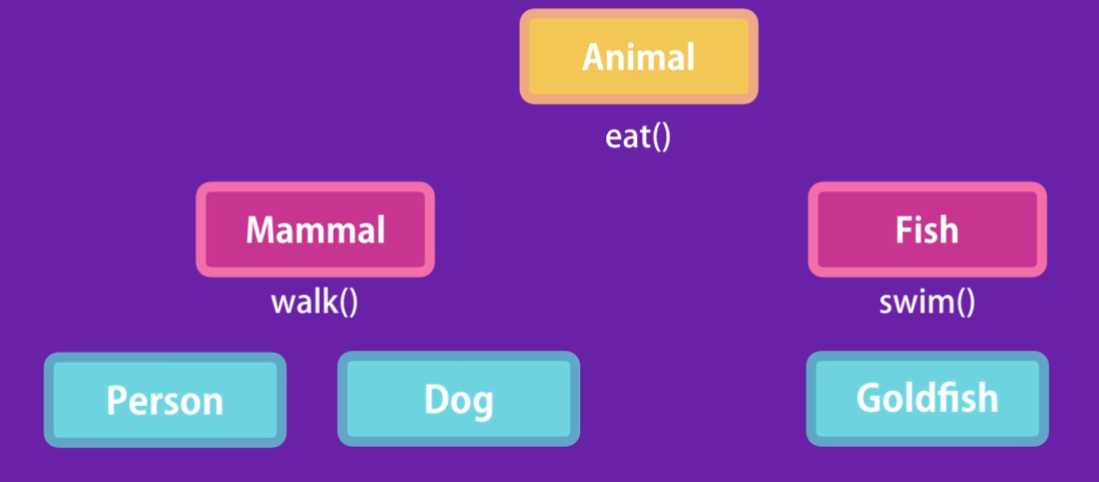 Animal
eat()
Mammal
Fish
walk()
swim()
Person
Dog
Goldfish